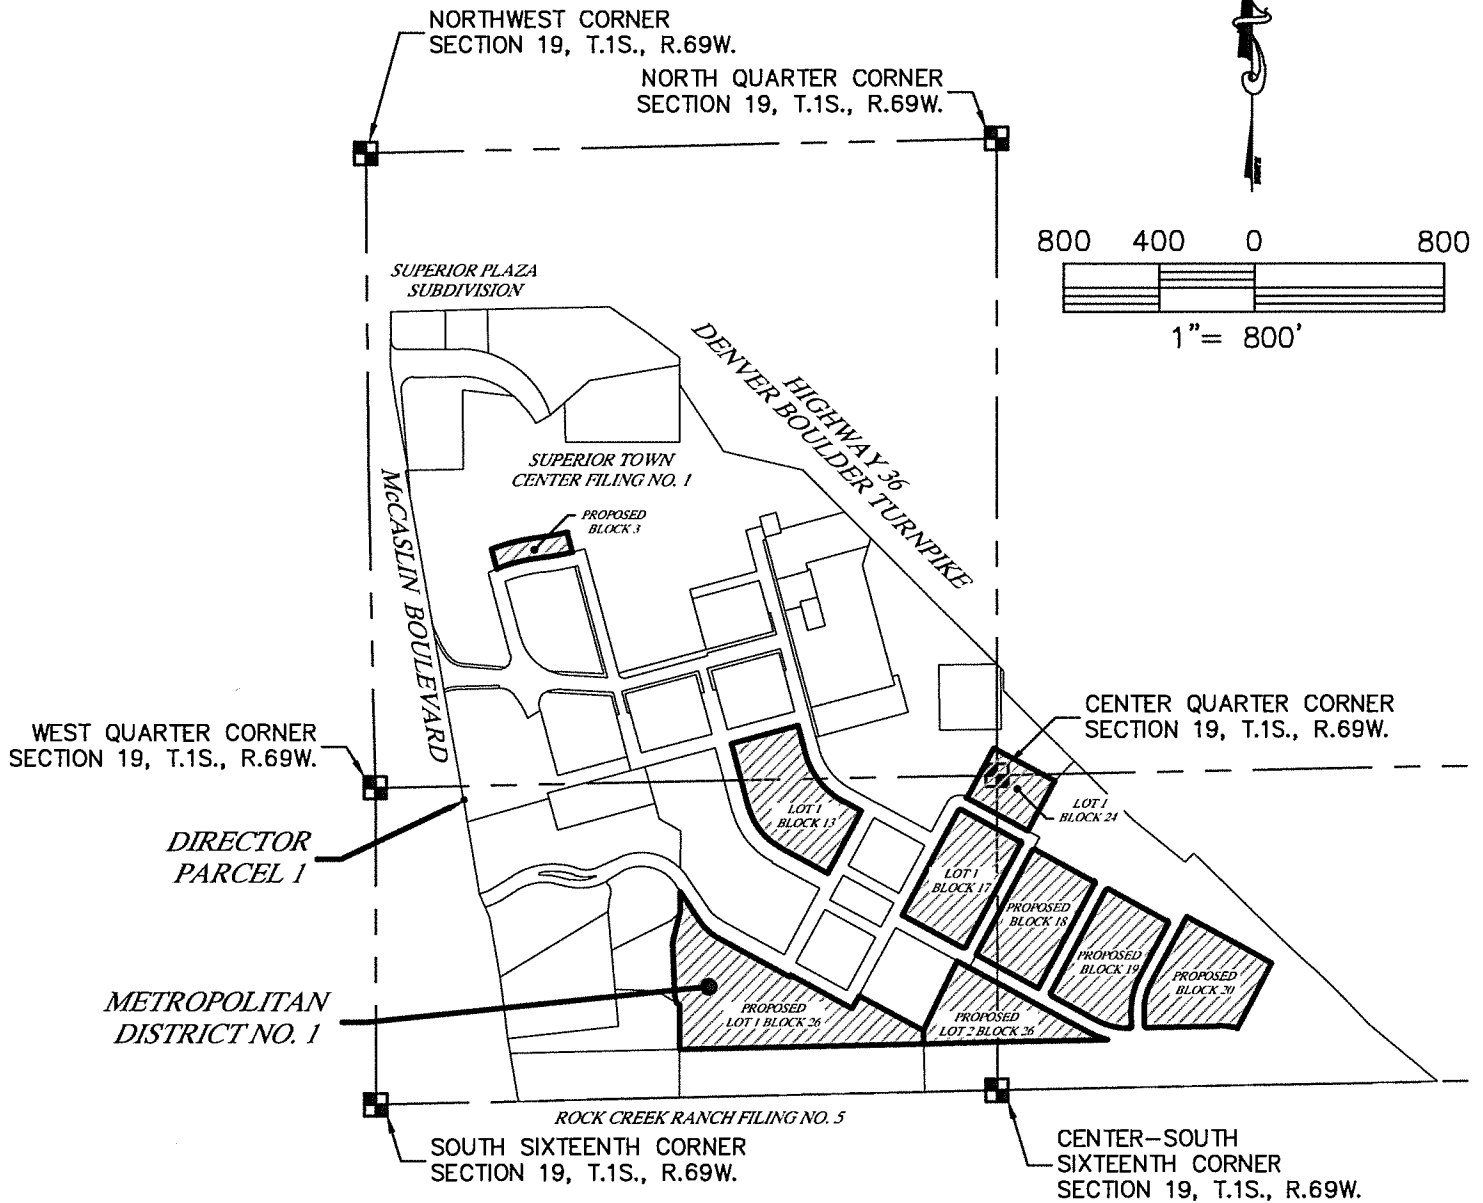 NORTHWEST CORNER
SECTION 19, T.1S., R.69W.
NORTH QUARTER CORNER
SECTION 19, T.1S., R.69W.
800 400 0 800
1"= 800'
SUPERIOR PLAZA
SUBDIVISION
HIGHWAY 36
DENVER BOULDER TURNPIKE
SUPERIOR TOWN
CENTER FILING NO. 1
McCASLIN BOULEVARD
PROPOSED
BLOCK 3
WEST QUARTER CORNER
SECTION 19, T.1S., R.69W.
CENTER QUARTER CORNER
SECTION 19, T.1S., R.69W.
LOT 1
BLOCK 13
LOT 1
BLOCK 24
DIRECTOR
PARCEL 1
LOT 1
BLOCK 17
PROPOSED
BLOCK 18
PROPOSED
BLOCK 19
PROPOSED
BLOCK 20
METROPOLITAN
DISTRICT NO. 1
PROPOSED
LOT 1 BLOCK 26
PROPOSED
LOT 2 BLOCK 26
ROCK CREEK RANCH FILING NO. 5
SOUTH SIXTEENTH CORNER
SECTION 19, T.1S., R.69W.
CENTER-SOUTH
SIXTEENTH CORNER
SECTION 19, T.1S., R.69W.